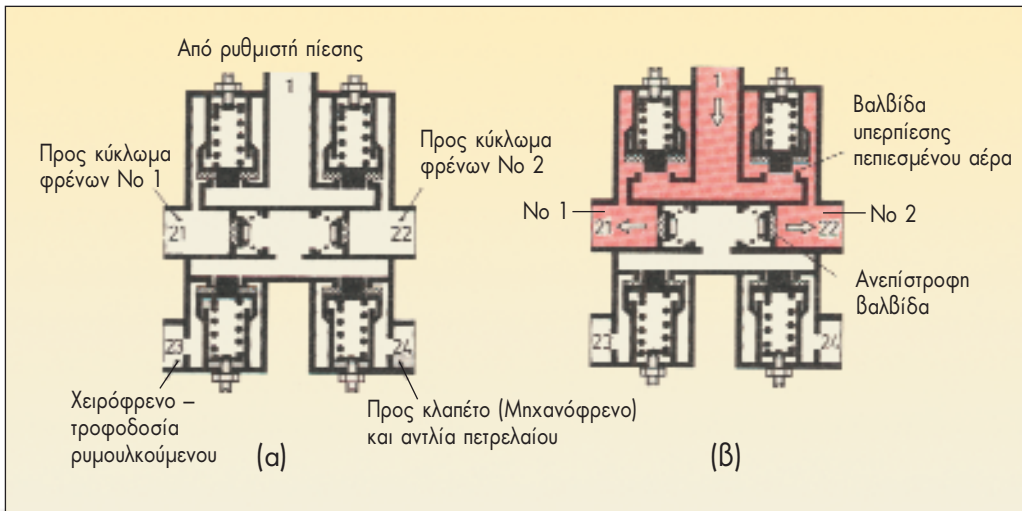 Από ρυθμιστή πίεσης
1
Προς κύκλωμα
φρένων Νο 1
Προς κύκλωμα
φρένων Νο 2
21
22
23
24
Χειρόφρενο –
τροφοδοσία
ρυμουλκούμενου
Προς κλαπέτο (Μηχανόφρενο)
και αντλία πετρελαίου
(α)
1
Βαλβίδα
υπερπίεσης
πεπιεσμένου αέρα
Νο 1
Νο 2
21
22
Ανεπίστροφη
βαλβίδα
23
24
(β)